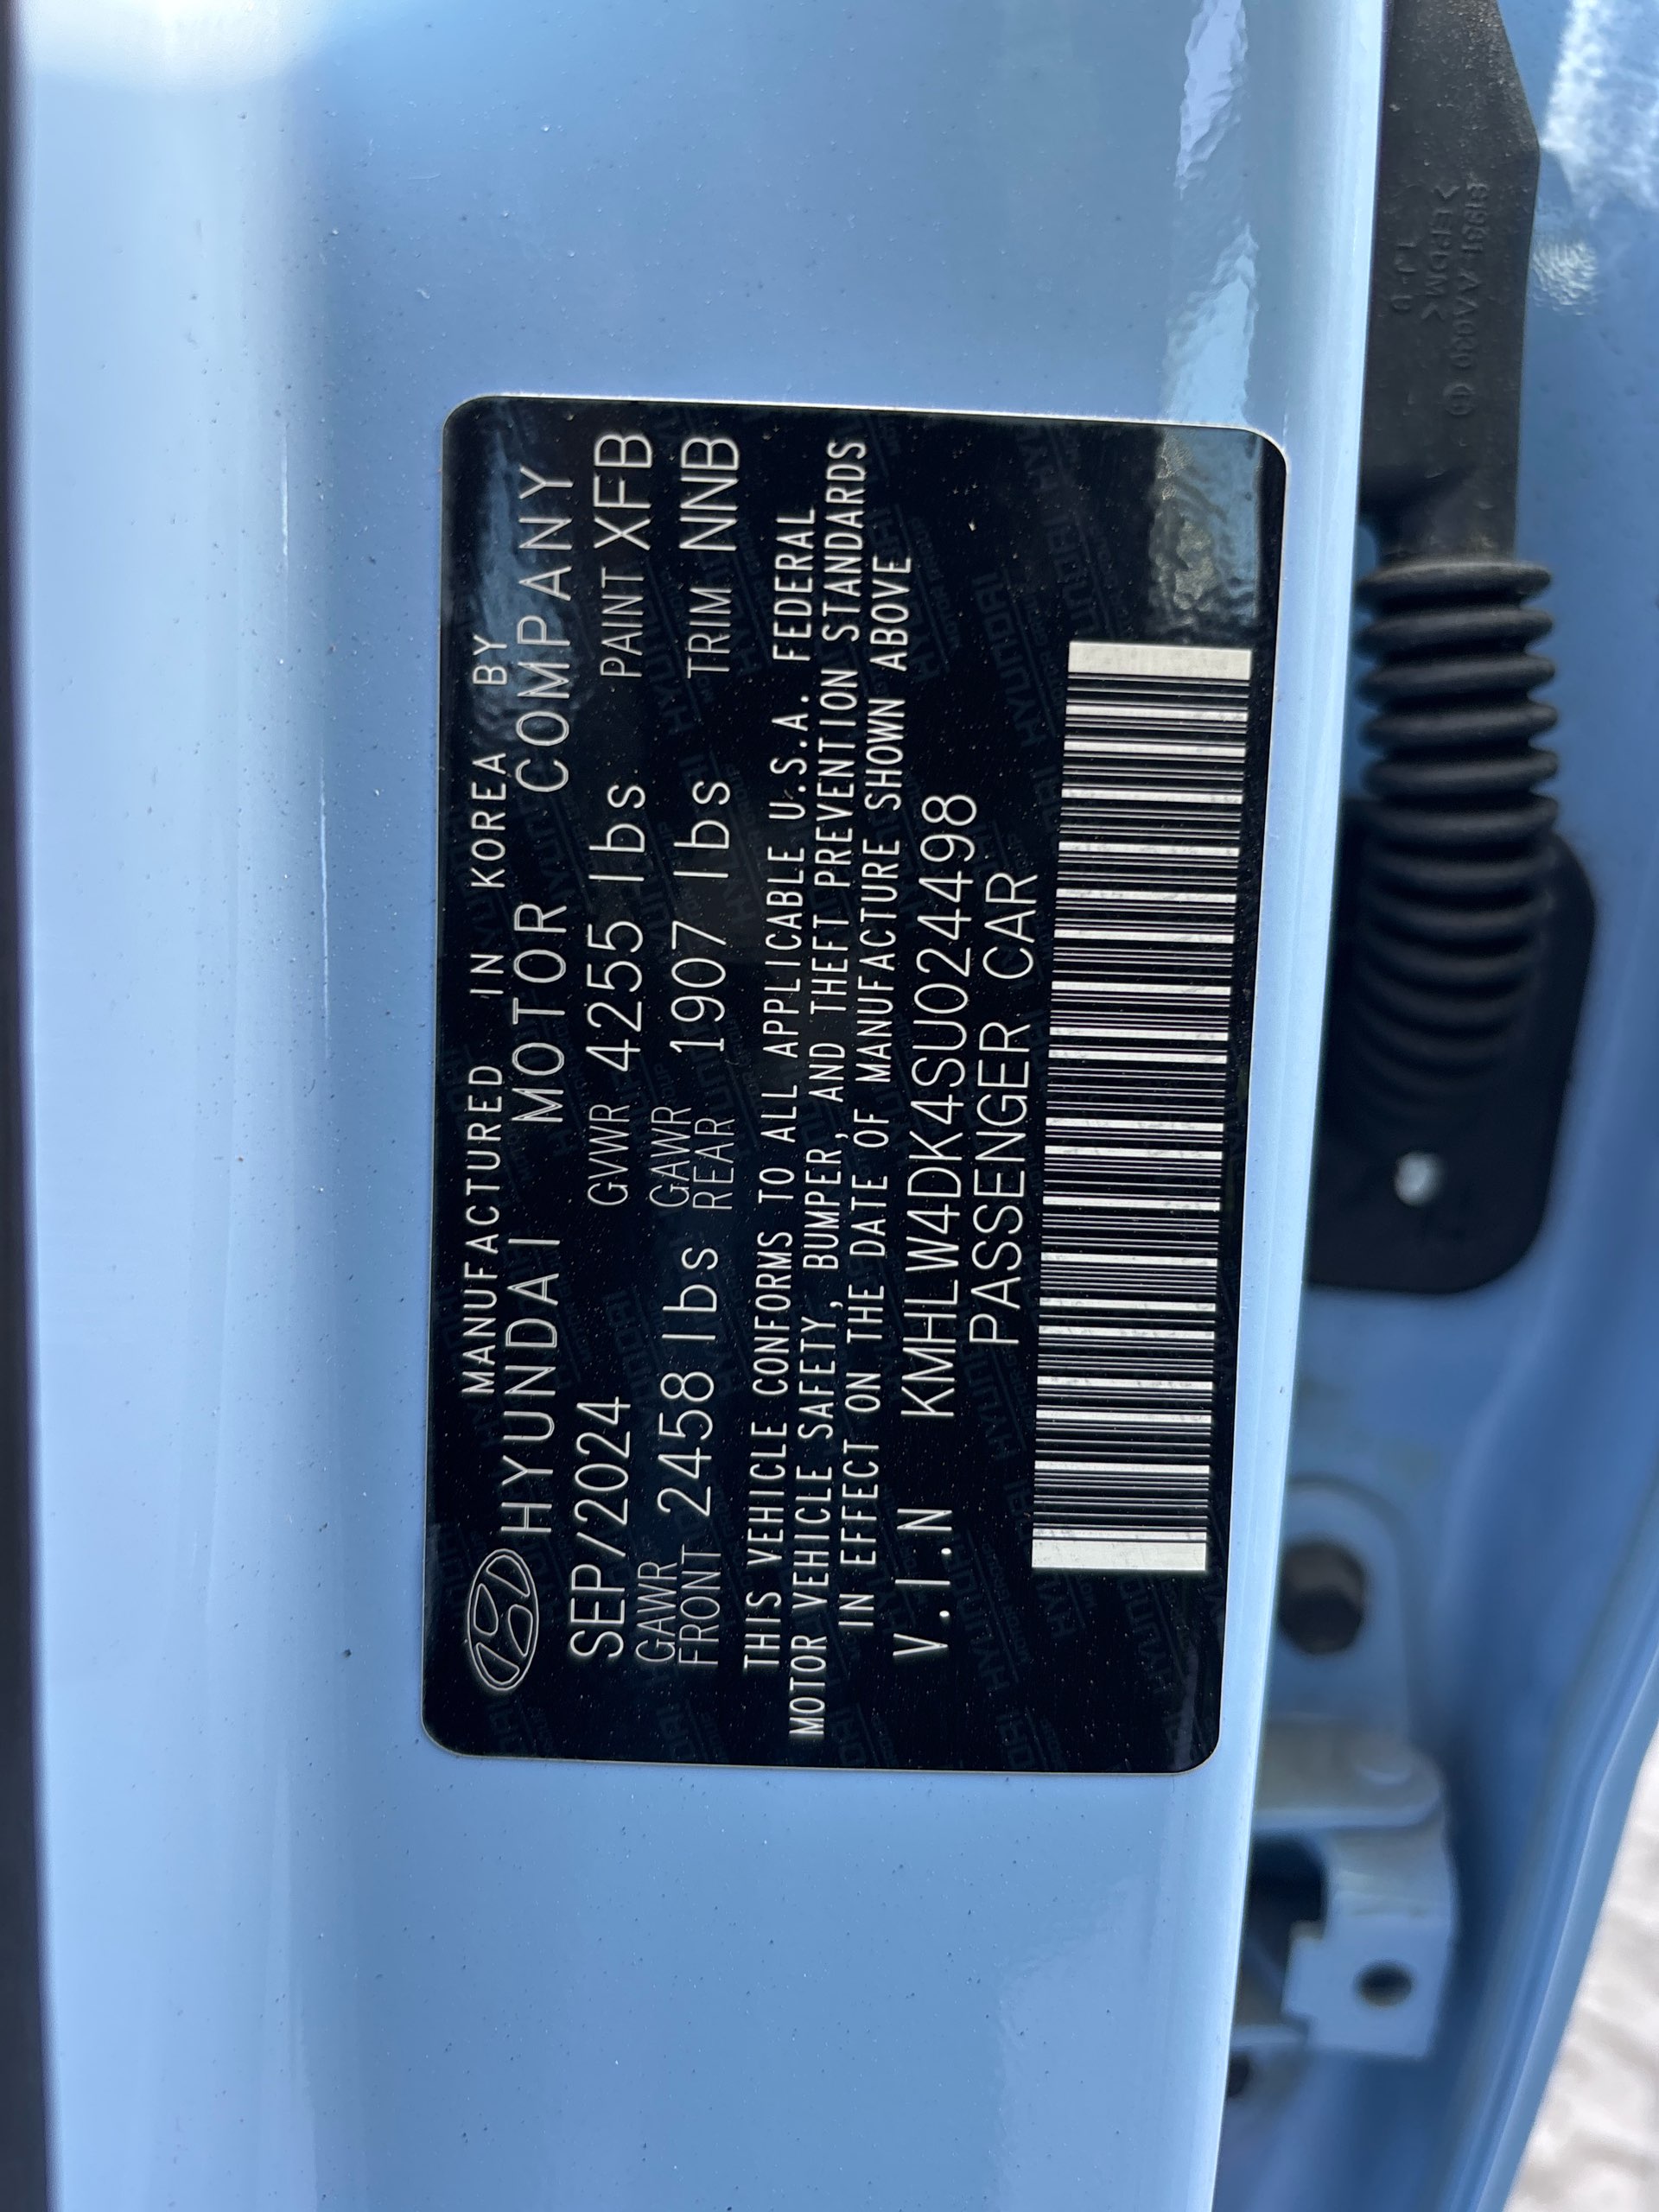 MANUFACTURED IN KOREA BY
HYUNDAI MOTOR COMPANY
SEP/2024 GVWR 4255 lbs PAINT XFB
GAWR FRONT 2458 lbs GAWR REAR 1907 lbs TRIM NNB
THIS VEHICLE CONFORMS TO ALL APPLICABLE U.S.A. FEDERAL
MOTOR VEHICLE SAFETY, BUMPER, AND THEFT PREVENTION STANDARDS
IN EFFECT ON THE DATE OF MANUFACTURE SHOWN ABOVE
V.I.N KMHLW4DK4SU024498
PASSENGER CAR
>EPDM<